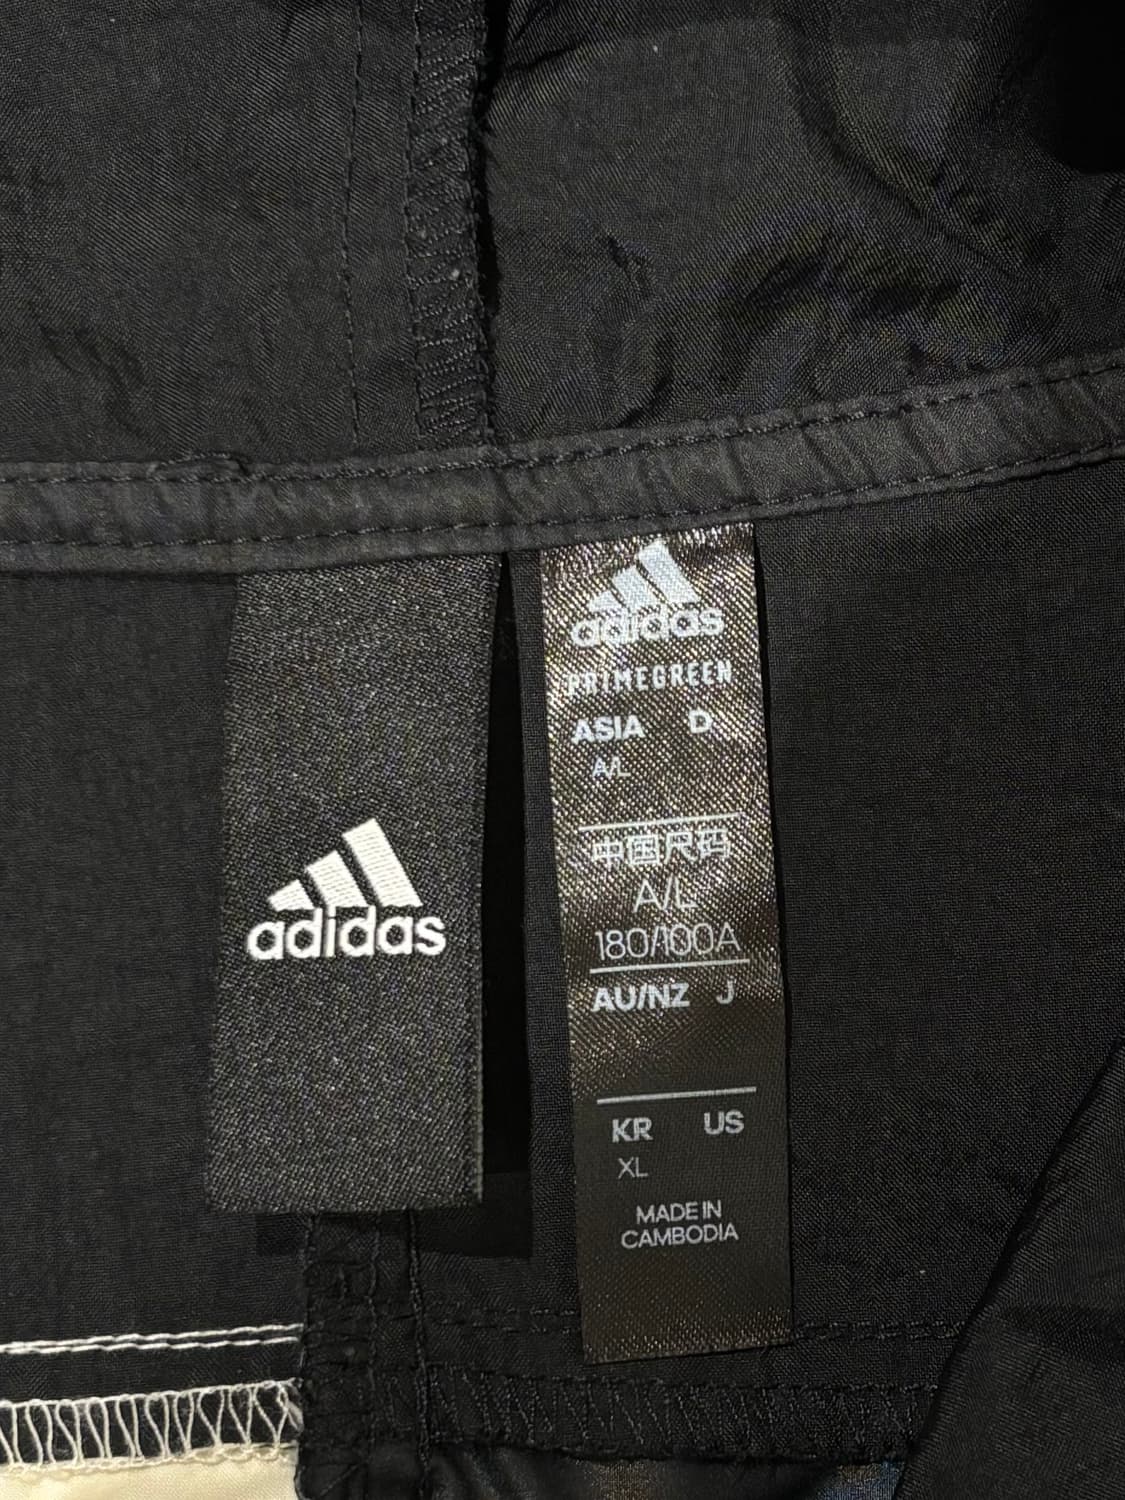 adidas
adidas
PRIMEGREEN
ASIA D
A/L
中国尺码
A/L
180/100A
AU/NZ J
KR US
XL
MADE IN
CAMBODIA